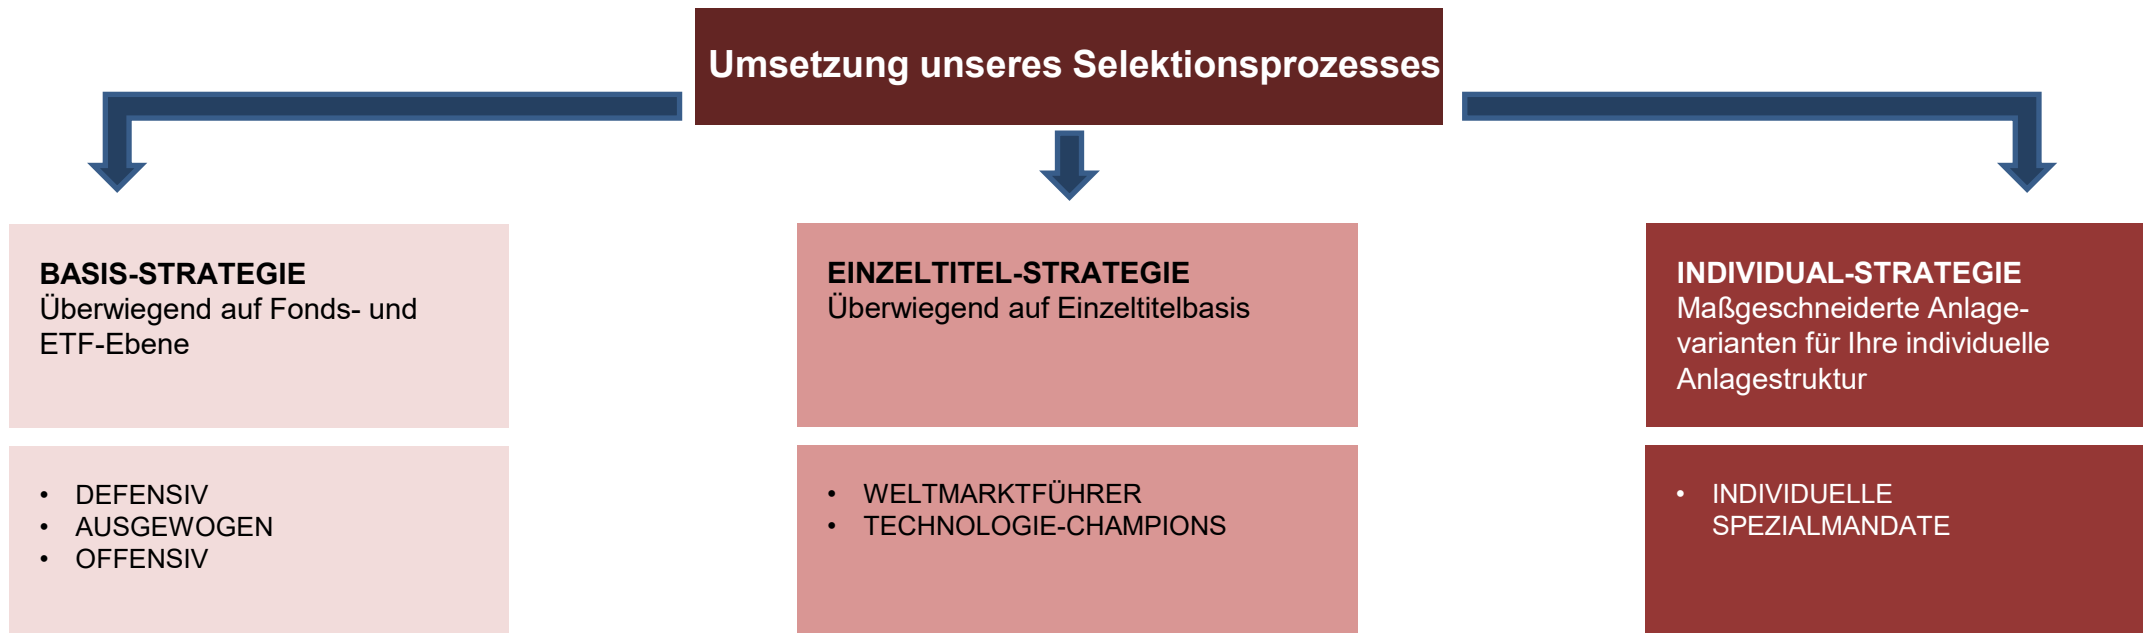 Umsetzung unseres Selektionsprozesses
BASIS-STRATEGIE
Überwiegend auf Fonds- und
ETF-Ebene
• DEFENSIV
• AUSGEWOGEN
• OFFENSIV
EINZELTITEL-STRATEGIE
Überwiegend auf Einzeltitelbasis
• WELTMARKTFÜHRER
• TECHNOLOGIE-CHAMPIONS
INDIVIDUAL-STRATEGIE
Maßgeschneiderte Anlage-
varianten für Ihre individuelle
Anlagestruktur
• INDIVIDUELLE
SPEZIALMANDATE